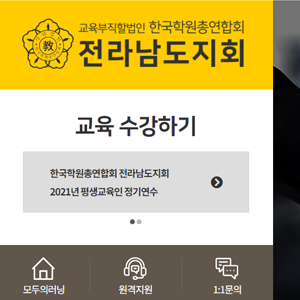 교육부직할법인 한국학원총연합회
전라남도지회
敎
교육 수강하기
한국학원총연합회 전라남도지회
2021년 평생교육인 정기연수
모두의러닝
원격지원
1:1문의